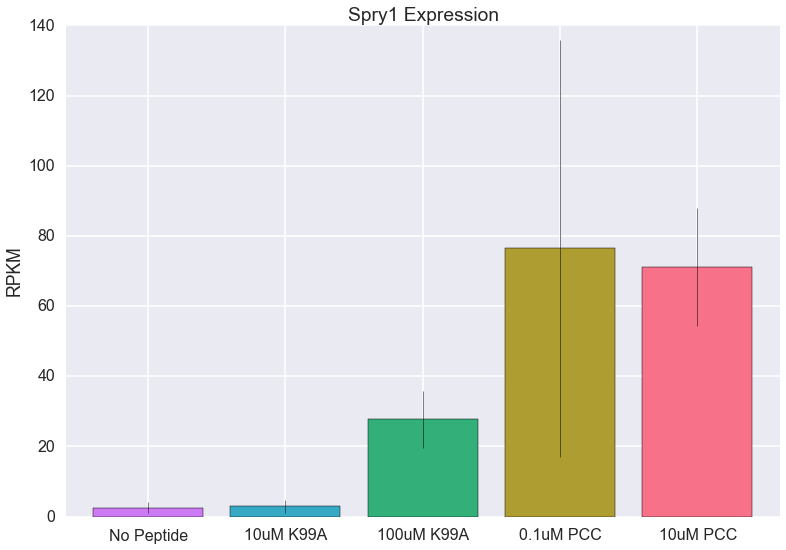 Spry1 Expression
140
120
100
80
60
40
20
0
RPKM
No Peptide
10uM K99A
100uM K99A
0.1uM PCC
10uM PCC